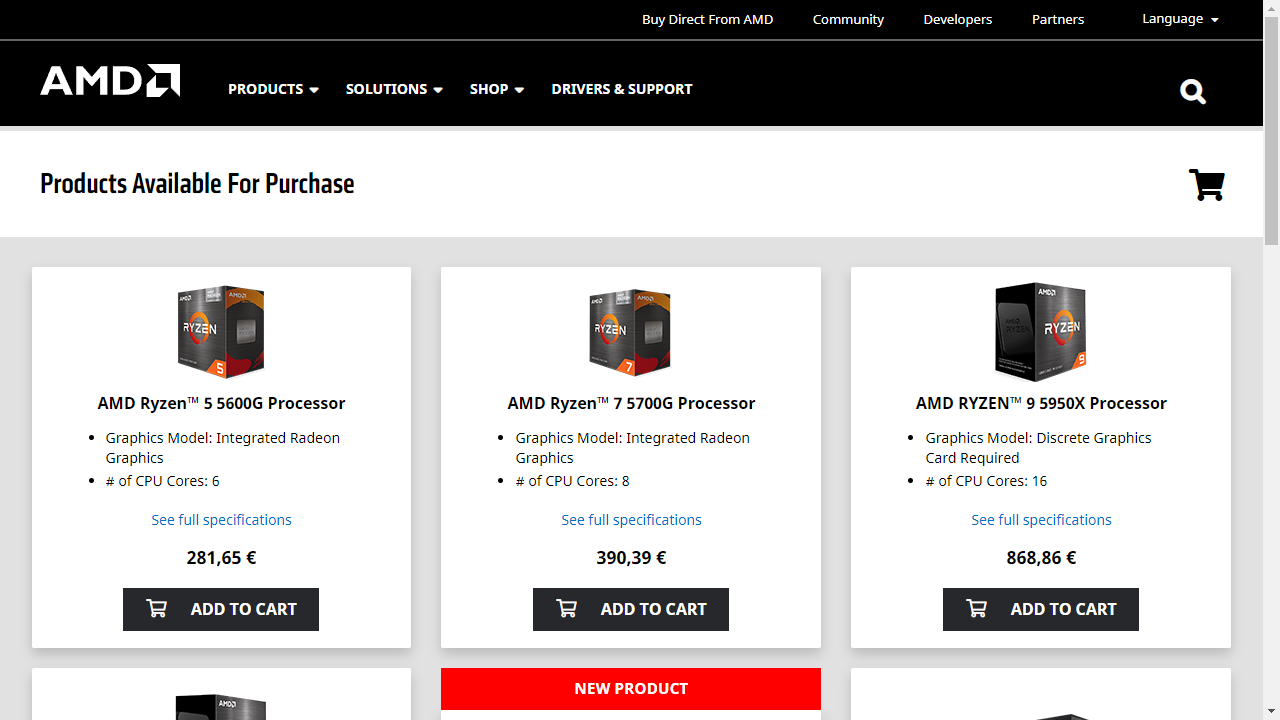 Buy Direct From AMD Community Developers Partners Language
AMD PRODUCTS SOLUTIONS SHOP DRIVERS & SUPPORT
Products Available For Purchase
AMD
RYZEN
5
AMD Ryzen™ 5 5600G Processor
• Graphics Model: Integrated Radeon
Graphics
• # of CPU Cores: 6
See full specifications
281,65 €
ADD TO CART
AMD
RYZEN
7
AMD Ryzen™ 7 5700G Processor
• Graphics Model: Integrated Radeon
Graphics
• # of CPU Cores: 8
See full specifications
390,39 €
ADD TO CART
AMD
RYZEN
9
AMD RYZEN™ 9 5950X Processor
• Graphics Model: Discrete Graphics
Card Required
• # of CPU Cores: 16
See full specifications
868,86 €
ADD TO CART
AMD
NEW PRODUCT